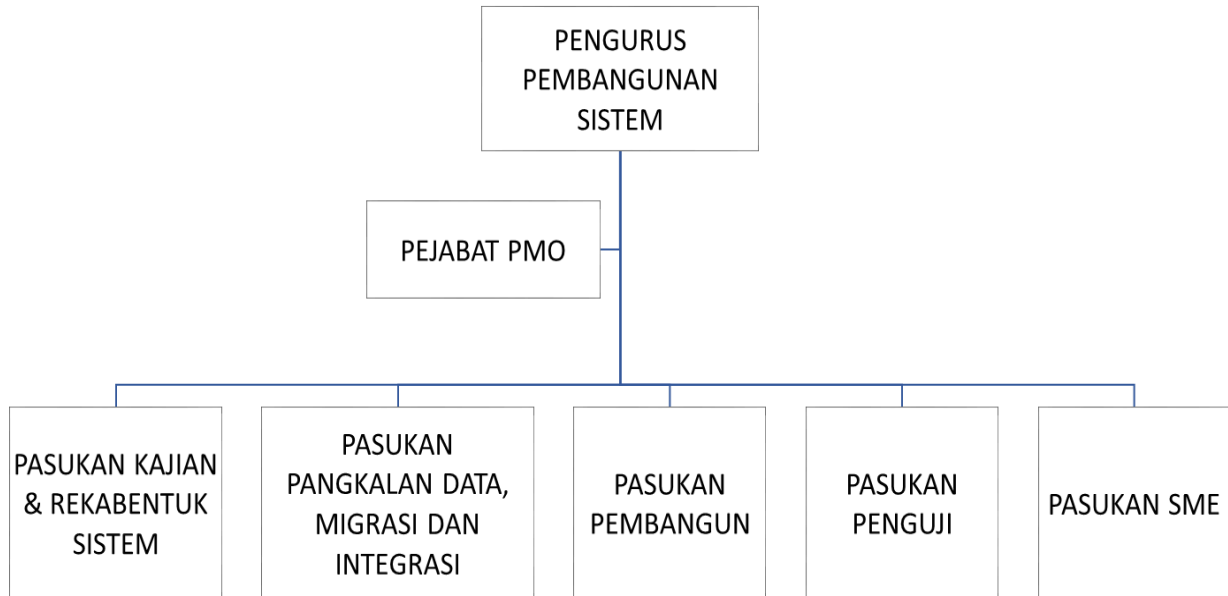 PENGURUS
PEMBANGUNAN
SISTEM
PEJABAT PMO
PASUKAN KAJIAN
& REKABENTUK
SISTEM
PASUKAN
PANGKALAN DATA,
MIGRASI DAN
INTEGRASI
PASUKAN
PEMBANGUN
PASUKAN
PENGUJI
PASUKAN SME